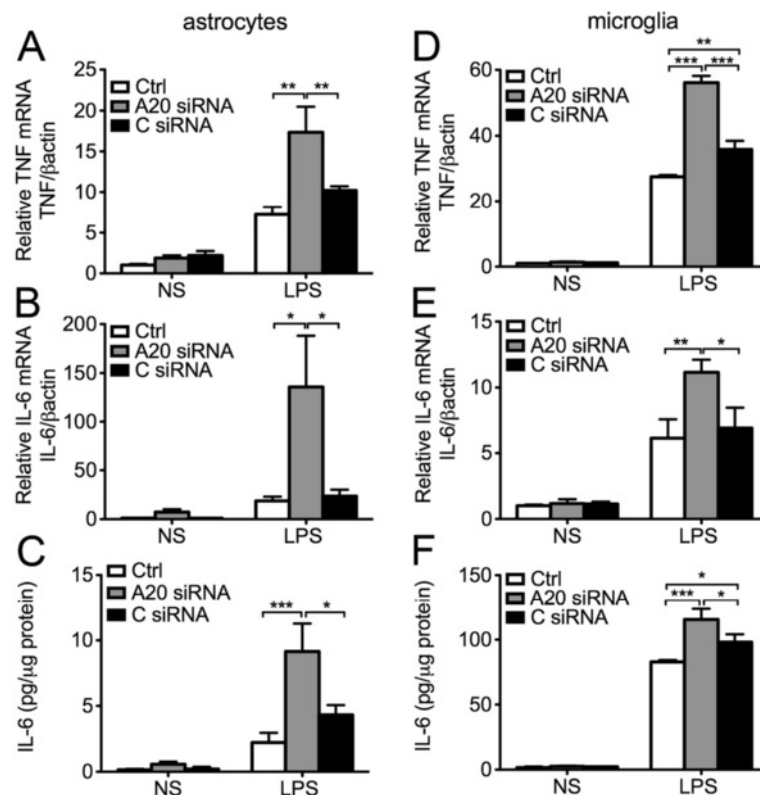 astrocytes
A
Relative TNF mRNA
TNF/βactin
25
20
15
10
5
0
Ctrl
A20 siRNA
C siRNA
**
**
NS
LPS
B
Relative IL-6 mRNA
IL-6/βactin
200
150
100
50
0
Ctrl
A20 siRNA
C siRNA
*
*
NS
LPS
C
IL-6 (pg/μg protein)
15
10
5
0
Ctrl
A20 siRNA
C siRNA
***
*
NS
LPS
microglia
D
Relative TNF mRNA
TNF/βactin
60
40
20
0
Ctrl
A20 siRNA
C siRNA
**
***
***
NS
LPS
E
Relative IL-6 mRNA
IL-6/βactin
15
10
5
0
Ctrl
A20 siRNA
C siRNA
**
*
NS
LPS
F
IL-6 (pg/μg protein)
150
100
50
0
Ctrl
A20 siRNA
C siRNA
*
***
*
NS
LPS